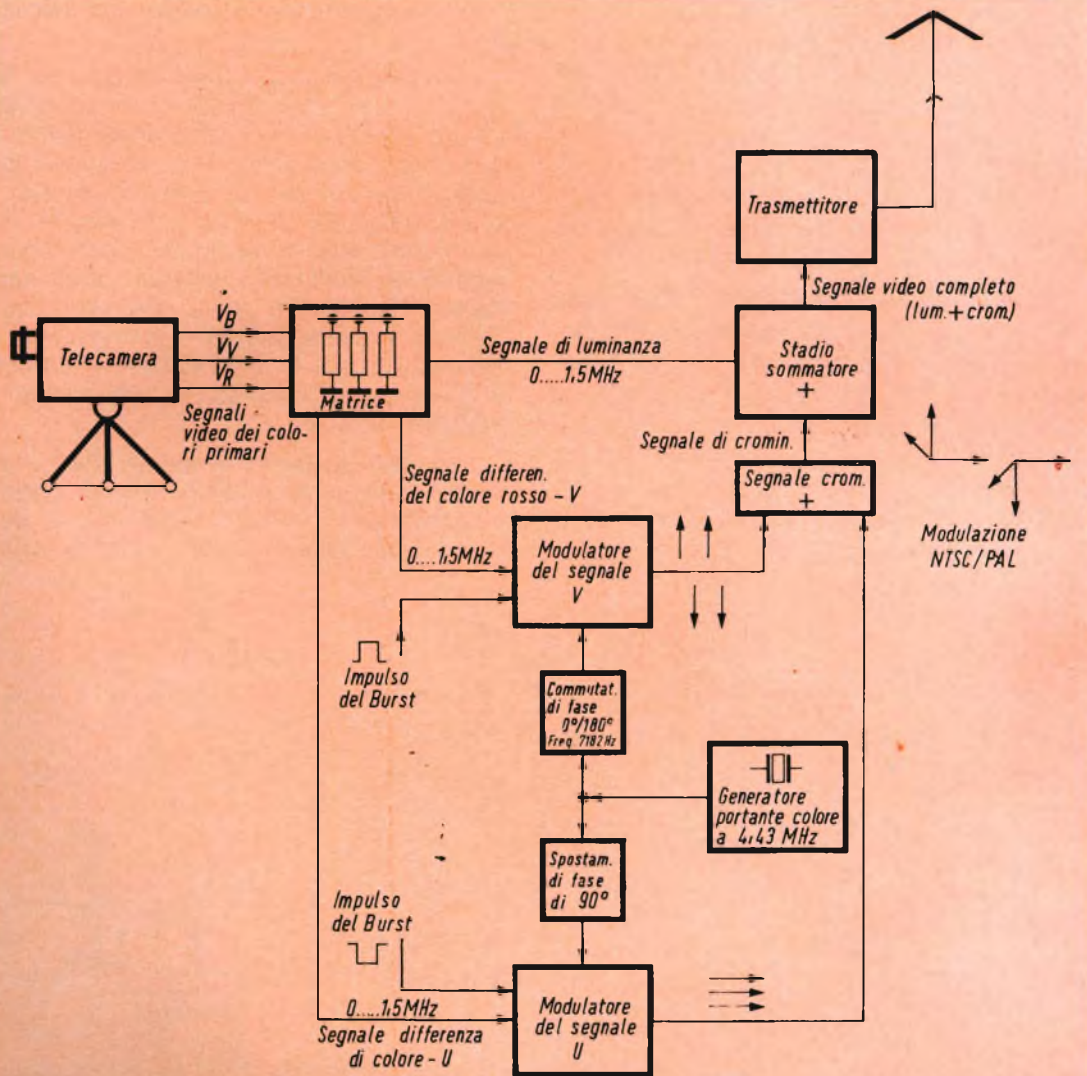 Trasmettitore
Segnale video completo
(lum.+crom.)
V_B
V_V
V_R
Telecamera
Segnali
video dei colo-
ri primari
Matrice
Segnale di luminanza
0.....1,5MHz
Stadio
sommatore
+
Segnale di cromin.
Segnale crom.
+
Modulazione
NTSC/PAL
Segnale differen.
del colore rosso - V
0....1,5MHz
Modulatore
del segnale
V
Impulso
del Burst
Commutat.
di fase
0°/180°
Freq. 7182Hz
Generatore
portante colore
a 4,43 MHz
Spostam.
di fase
di 90°
Impulso
del Burst
0.....1,5MHz
Segnale differenza
di colore - U
Modulatore
del segnale
U